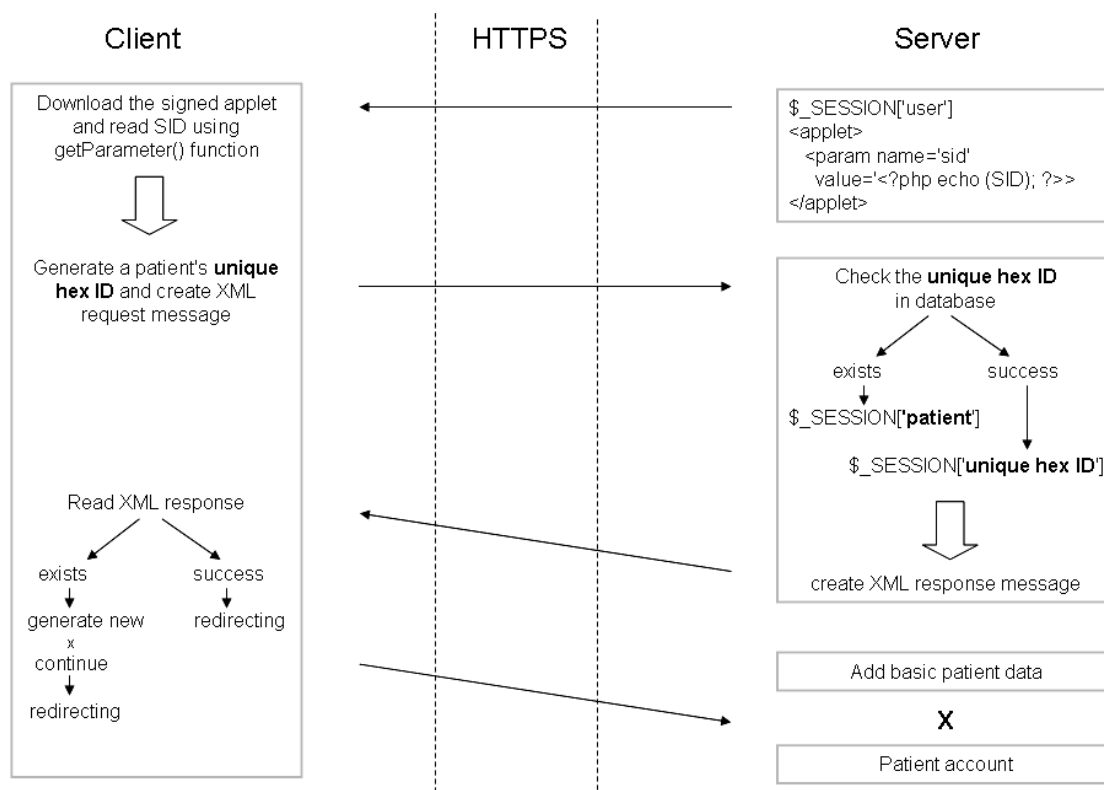 Client
HTTPS
Server
Download the signed applet
and read SID using
getParameter() function
Generate a patient's unique
hex ID and create XML
request message
Read XML response
exists
success
generate new
redirecting
x
continue
redirecting
$_SESSION['user']
<applet>
<param name='sid'
value='<?php echo (SID); ?>>
</applet>
Check the unique hex ID
in database
exists
success
$_SESSION['patient']
$_SESSION['unique hex ID']
create XML response message
Add basic patient data
X
Patient account